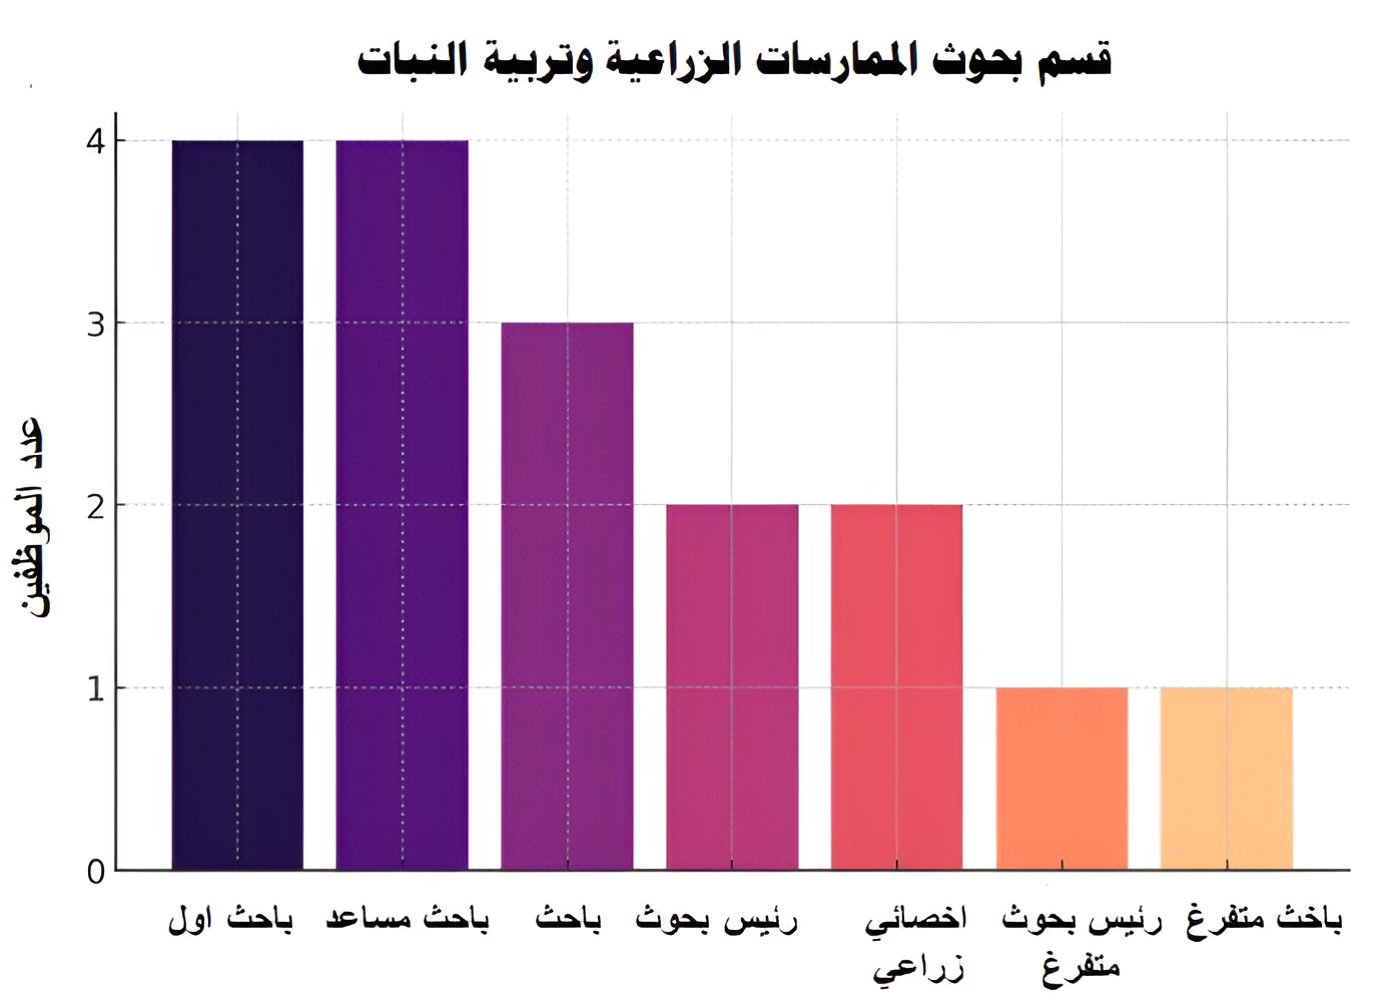 قسم بحوث الممارسات الزراعية وتربية النبات
عدد الموظفين
4
3
2
1
0
باحث اول
باحث مساعد
باحث
رئيس بحوث
اخصائي
زراعي
رئيس بحوث
متفرغ
باخث متفرغ